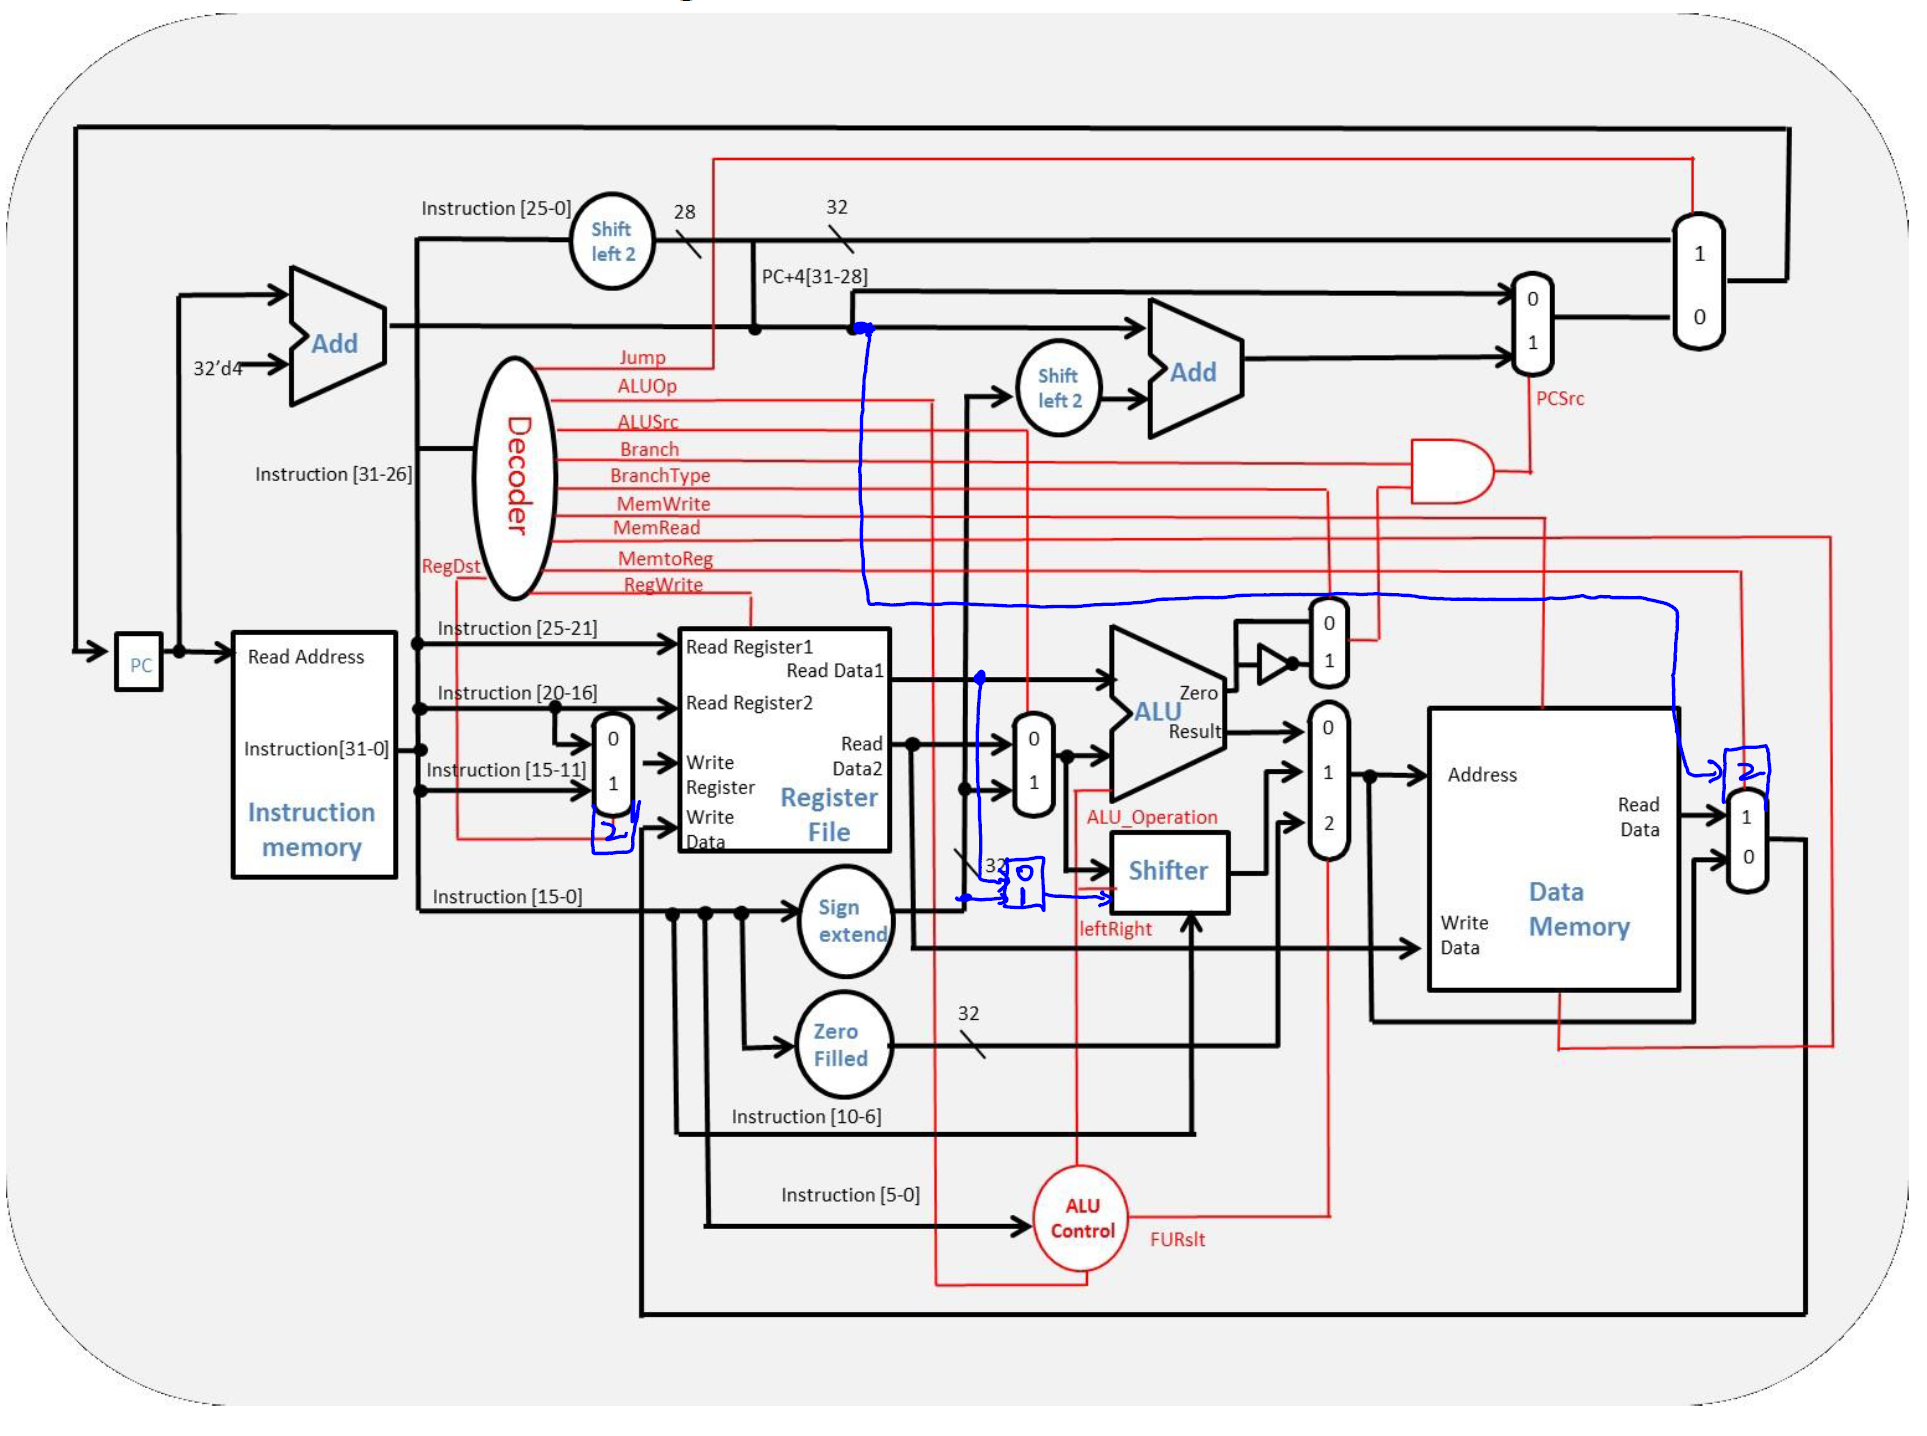 Instruction [25-0]
Shift
left 2
28
32
PC+4[31-28]
1
0
0
1
Add
32'd4
Shift
left 2
Add
PCSrc
Jump
ALUOp
ALUSrc
Branch
BranchType
MemWrite
MemRead
MemtoReg
RegWrite
RegDst
Decoder
Instruction [31-26]
PC
Read Address
Instruction[31-0]
Instruction
memory
Instruction [25-21]
Instruction [20-16]
Instruction [15-11]
0
1
2
Read Register1
Read Data1
Read Register2
Read
Data2
Write
Register
Write
Data
Register
File
0
1
Zero
ALU
Result
0
1
0
1
2
ALU_Operation
Shifter
leftRight
32
0
1
Address
Read
Data
Write
Data
Data
Memory
2
1
0
Instruction [15-0]
Sign
extend
Zero
Filled
32
Instruction [10-6]
Instruction [5-0]
ALU
Control
FURslt